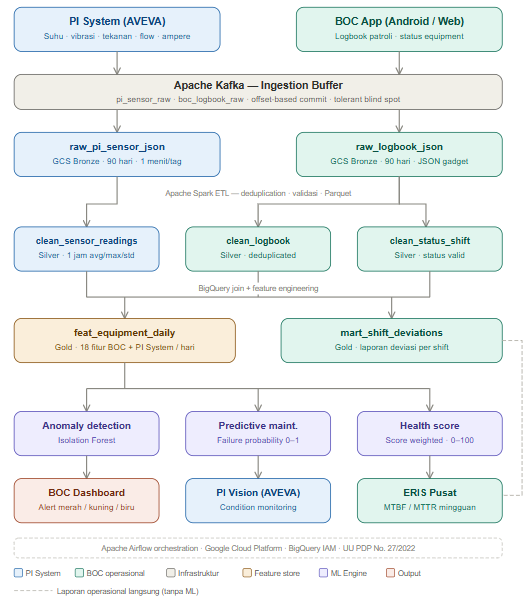 PI System (AVEVA)
Suhu · vibrasi · tekanan · flow · ampere
BOC App (Android / Web)
Logbook patroli · status equipment
Apache Kafka — Ingestion Buffer
pi_sensor_raw · boc_logbook_raw · offset-based commit · tolerant blind spot
raw_pi_sensor_json
GCS Bronze · 90 hari · 1 menit/tag
raw_logbook_json
GCS Bronze · 90 hari · JSON gadget
Apache Spark ETL — deduplication · validasi · Parquet
clean_sensor_readings
Silver · 1 jam avg/max/std
clean_logbook
Silver · deduplicated
clean_status_shift
Silver · status valid
BigQuery join + feature engineering
feat_equipment_daily
Gold · 18 fitur BOC + PI System / hari
mart_shift_deviations
Gold · laporan deviasi per shift
Anomaly detection
Isolation Forest
Predictive maint.
Failure probability 0–1
Health score
Score weighted · 0–100
BOC Dashboard
Alert merah / kuning / biru
PI Vision (AVEVA)
Condition monitoring
ERIS Pusat
MTBF / MTTR mingguan
Apache Airflow orchestration · Google Cloud Platform · BigQuery IAM · UU PDP No. 27/2022
PI System
BOC operasional
Infrastruktur
Feature store
ML Engine
Output
Laporan operasional langsung (tanpa ML)